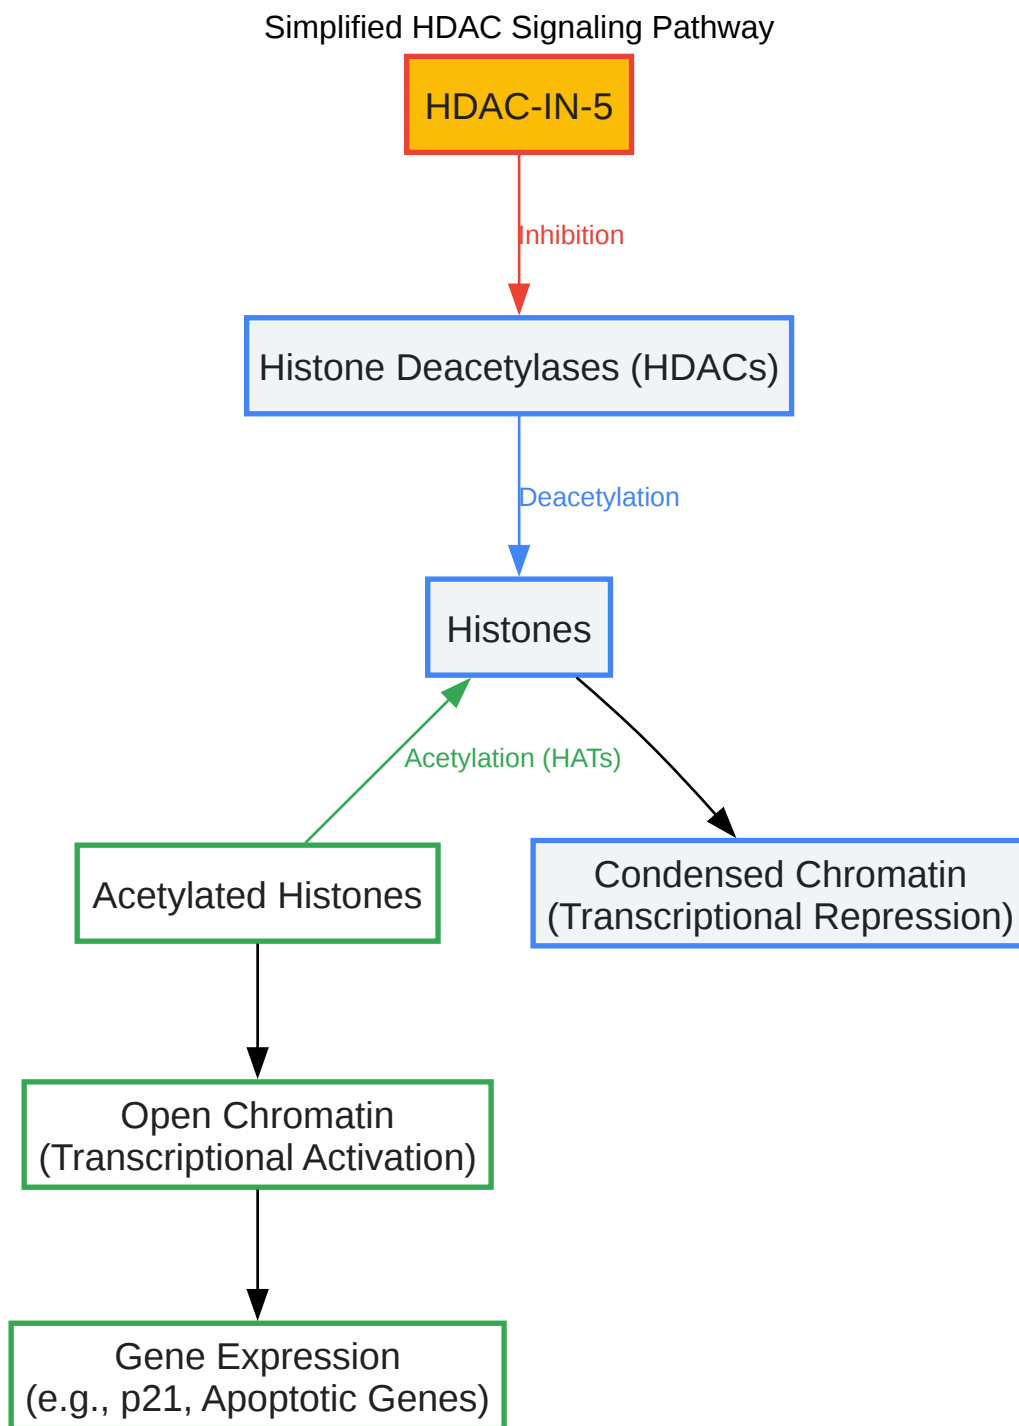 Simplified HDAC Signaling Pathway
HDAC-IN-5
Inhibition
Histone Deacetylases (HDACs)
Deacetylation
Histones
Acetylation (HATs)
Acetylated Histones
Condensed Chromatin
(Transcriptional Repression)
Open Chromatin
(Transcriptional Activation)
Gene Expression
(e.g., p21, Apoptotic Genes)